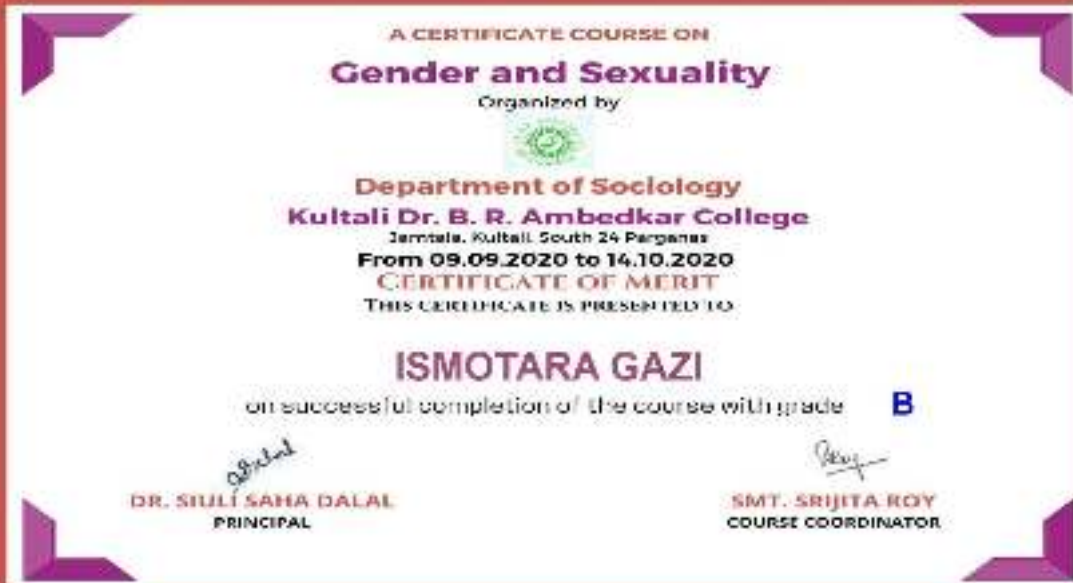 A CERTIFICATE COURSE ON
Gender and Sexuality
Organized by
Department of Sociology
Kultali Dr. B. R. Ambedkar College
Jamtala, Kultali, South 24 Parganas
From 09.09.2020 to 14.10.2020
CERTIFICATE OF MERIT
THIS CERTIFICATE IS PRESENTED TO
ISMOTARA GAZI
on successful completion of the course with grade B
DR. SIULI SAHA DALAL
PRINCIPAL
SMT. SRIJITA ROY
COURSE COORDINATOR